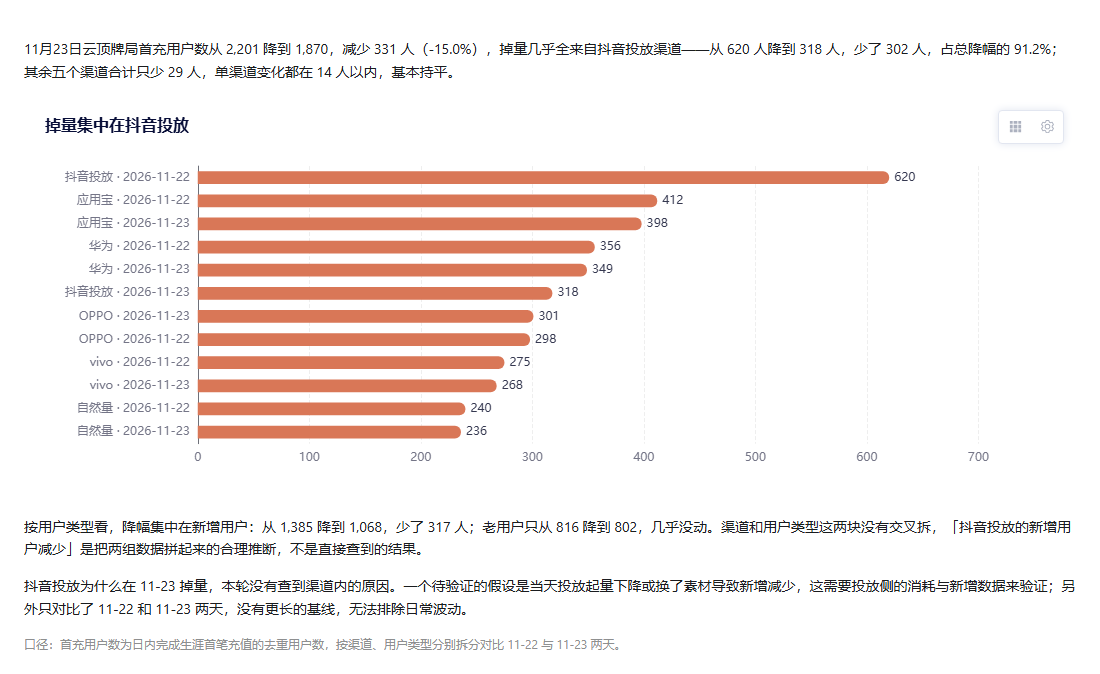 11月23日云顶牌局首充用户数从 2,201 降到 1,870，减少 331 人（-15.0%），掉量几乎全来自抖音投放渠道——从 620 人降到 318 人，少了 302 人，占总降幅的 91.2%；
其余五个渠道合计只少 29 人，单渠道变化都在 14 人以内，基本持平。
掉量集中在抖音投放
抖音投放 · 2026-11-22 620
应用宝 · 2026-11-22 412
应用宝 · 2026-11-23 398
华为 · 2026-11-22 356
华为 · 2026-11-23 349
抖音投放 · 2026-11-23 318
OPPO · 2026-11-23 301
OPPO · 2026-11-22 298
vivo · 2026-11-22 275
vivo · 2026-11-23 268
自然量 · 2026-11-22 240
自然量 · 2026-11-23 236
0 100 200 300 400 500 600 700
按用户类型看，降幅集中在新增用户：从 1,385 降到 1,068，少了 317 人；老用户只从 816 降到 802，几乎没动。渠道和用户类型这两块没有交叉拆，「抖音投放的新增用
户减少」是把两组数据拼起来的合理推断，不是直接查到的结果。
抖音投放为什么在 11-23 掉量，本轮没有查到渠道内的原因。一个待验证的假设是当天投放起量下降或换了素材导致新增减少，这需要投放侧的消耗与新增数据来验证；另
外只对比了 11-22 和 11-23 两天，没有更长的基线，无法排除日常波动。
口径：首充用户数为日内完成生涯首笔充值的去重用户数，按渠道、用户类型分别拆分对比 11-22 与 11-23 两天。